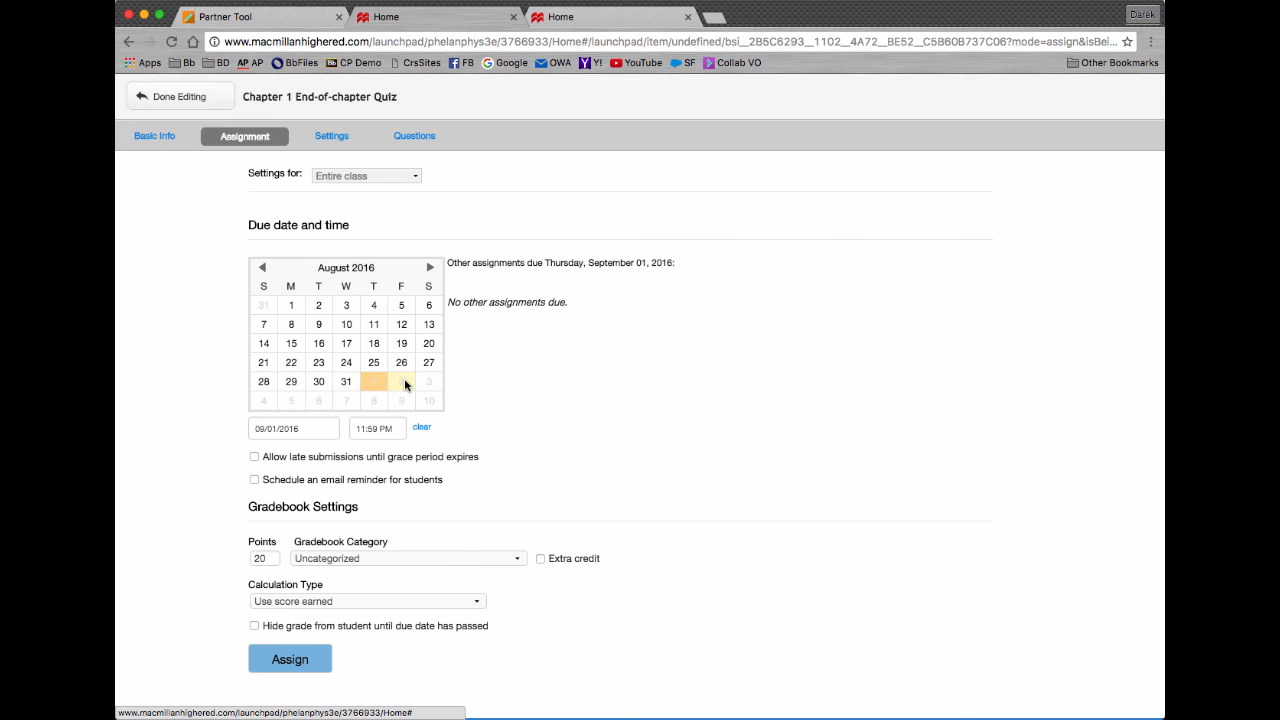 Partner Tool
Home
Home
Darek
www.macmillanhighered.com/launchpad/phelanphys3e/3766933/Home#/launchpad/item/undefined/bsi__2B5C6293__1102__4A72__BE52__C5B60B737C06?mode=assign&isBei...
Apps Bb BD AP AP BbFiles CP Demo CrsSites FB Google OWA Y! YouTube SF Collab VO Other Bookmarks
Done Editing
Chapter 1 End-of-chapter Quiz
Basic Info Assignment Settings Questions
Settings for: Entire class
Due date and time
August 2016
Other assignments due Thursday, September 01, 2016:
S M T W T F S
31 1 2 3 4 5 6
No other assignments due.
7 8 9 10 11 12 13
14 15 16 17 18 19 20
21 22 23 24 25 26 27
28 29 30 31 3
4 5 6 7 8 9 10
09/01/2016 11:59 PM clear
Allow late submissions until grace period expires
Schedule an email reminder for students
Gradebook Settings
Points Gradebook Category
20 Uncategorized Extra credit
Calculation Type
Use score earned
Hide grade from student until due date has passed
Assign
www.macmillanhighered.com/launchpad/phelanphys3e/3766933/Home#